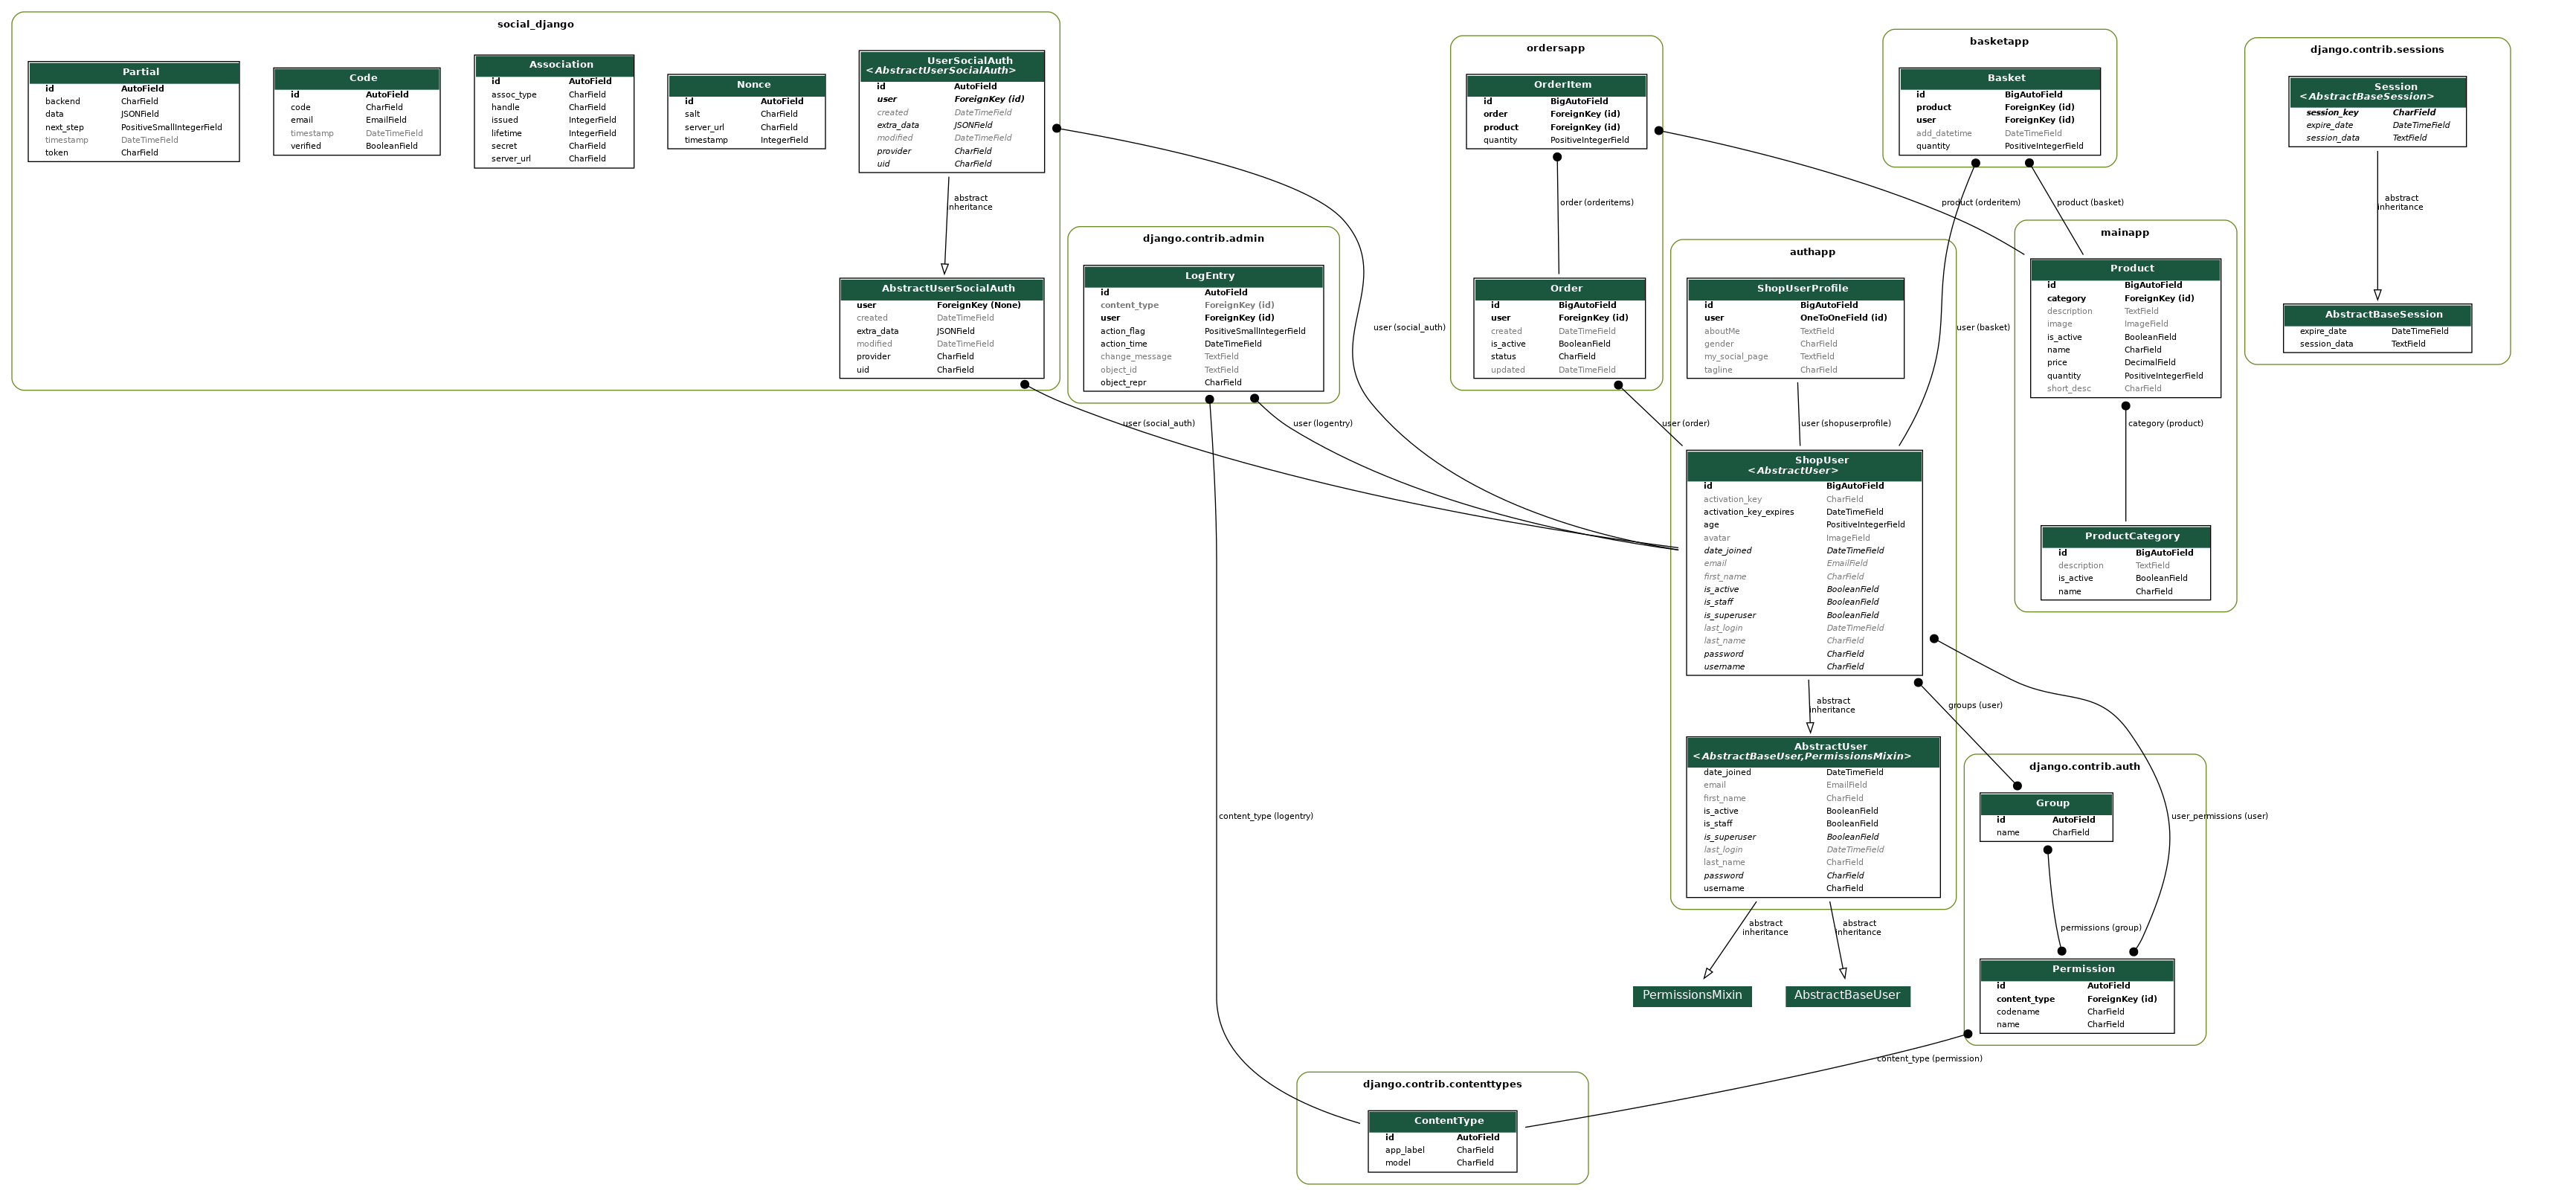 social_django
Partial
id AutoField
backend CharField
data JSONField
next_step PositiveSmallIntegerField
timestamp DateTimeField
token CharField
Code
id AutoField
code CharField
email EmailField
timestamp DateTimeField
verified BooleanField
Association
id AutoField
assoc_type CharField
handle CharField
issued IntegerField
lifetime IntegerField
secret CharField
server_url CharField
Nonce
id AutoField
salt CharField
server_url CharField
timestamp IntegerField
UserSocialAuth
<AbstractUserSocialAuth>
id AutoField
user ForeignKey (id)
created DateTimeField
extra_data JSONField
modified DateTimeField
provider CharField
uid CharField
abstract
inheritance
AbstractUserSocialAuth
user ForeignKey (None)
created DateTimeField
extra_data JSONField
modified DateTimeField
provider CharField
uid CharField
user (social_auth)
django.contrib.admin
LogEntry
id AutoField
content_type ForeignKey (id)
user ForeignKey (id)
action_flag PositiveSmallIntegerField
action_time DateTimeField
change_message TextField
object_id TextField
object_repr CharField
user (logentry)
content_type (logentry)
user (social_auth)
ordersapp
OrderItem
id BigAutoField
order ForeignKey (id)
product ForeignKey (id)
quantity PositiveIntegerField
order (orderitems)
Order
id BigAutoField
user ForeignKey (id)
created DateTimeField
is_active BooleanField
status CharField
updated DateTimeField
user (order)
basketapp
Basket
id BigAutoField
product ForeignKey (id)
user ForeignKey (id)
add_datetime DateTimeField
quantity PositiveIntegerField
product (orderitem)
product (basket)
user (basket)
authapp
ShopUserProfile
id BigAutoField
user OneToOneField (id)
aboutMe TextField
gender CharField
my_social_page TextField
tagline CharField
user (shopuserprofile)
ShopUser
<AbstractUser>
id BigAutoField
activation_key CharField
activation_key_expires DateTimeField
age PositiveIntegerField
avatar ImageField
date_joined DateTimeField
email EmailField
first_name CharField
is_active BooleanField
is_staff BooleanField
is_superuser BooleanField
last_login DateTimeField
last_name CharField
password CharField
username CharField
abstract
inheritance
AbstractUser
<AbstractBaseUser,PermissionsMixin>
date_joined DateTimeField
email EmailField
first_name CharField
is_active BooleanField
is_staff BooleanField
is_superuser BooleanField
last_login DateTimeField
last_name CharField
password CharField
username CharField
abstract
inheritance
abstract
inheritance
PermissionsMixin
AbstractBaseUser
mainapp
Product
id BigAutoField
category ForeignKey (id)
description TextField
image ImageField
is_active BooleanField
name CharField
price DecimalField
quantity PositiveIntegerField
short_desc CharField
category (product)
ProductCategory
id BigAutoField
description TextField
is_active BooleanField
name CharField
django.contrib.sessions
Session
<AbstractBaseSession>
session_key CharField
expire_date DateTimeField
session_data TextField
abstract
inheritance
AbstractBaseSession
expire_date DateTimeField
session_data TextField
groups (user)
user_permissions (user)
django.contrib.auth
Group
id AutoField
name CharField
permissions (group)
Permission
id AutoField
content_type ForeignKey (id)
codename CharField
name CharField
content_type (permission)
django.contrib.contenttypes
ContentType
id AutoField
app_label CharField
model CharField